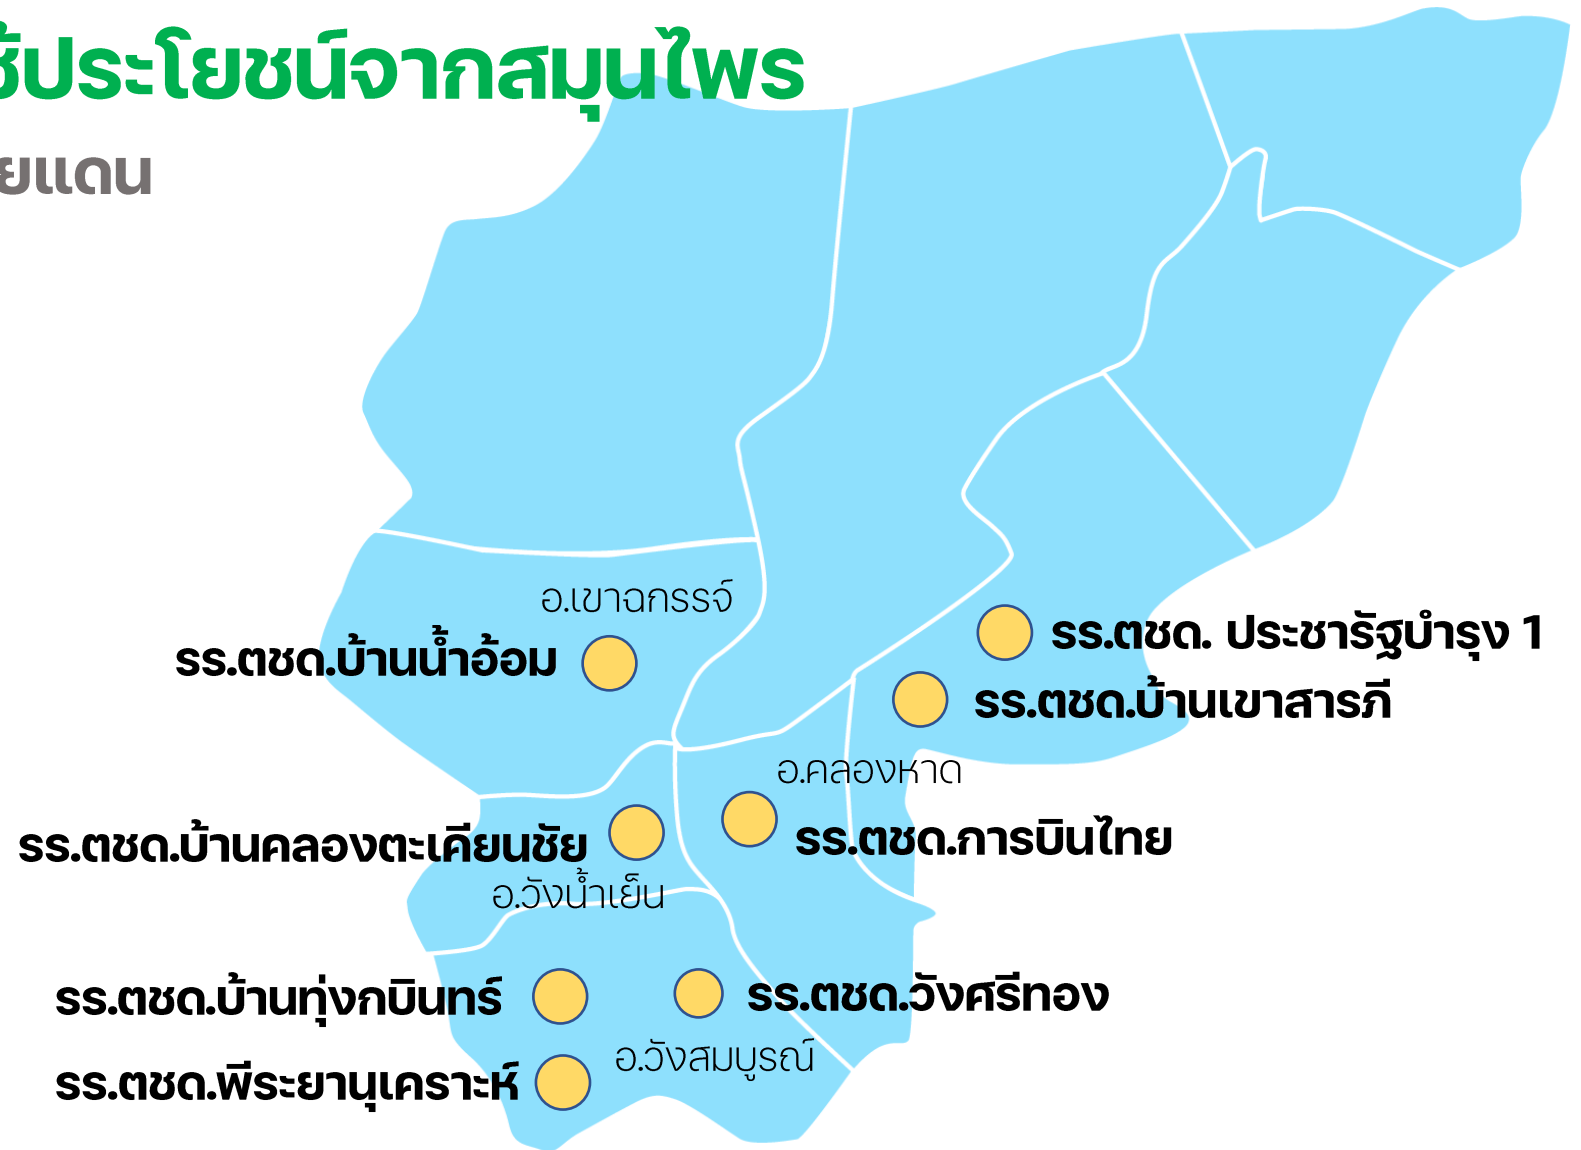 ช้ประโยชน์จากสมุนไพร
ยแดน
อ.เขาฉกรรจ์
รร.ตชด.บ้านน้ำอ้อม
รร.ตชด. ประชารัฐบำรุง 1
รร.ตชด.บ้านเขาสารภี
อ.คลองหาด
รร.ตชด.บ้านคลองตะเคียนชัย
รร.ตชด.การบินไทย
อ.วังน้ำเย็น
รร.ตชด.บ้านทุ่งกบินทร์
รร.ตชด.วังศรีทอง
อ.วังสมบูรณ์
รร.ตชด.พีระยานุเคราะห์